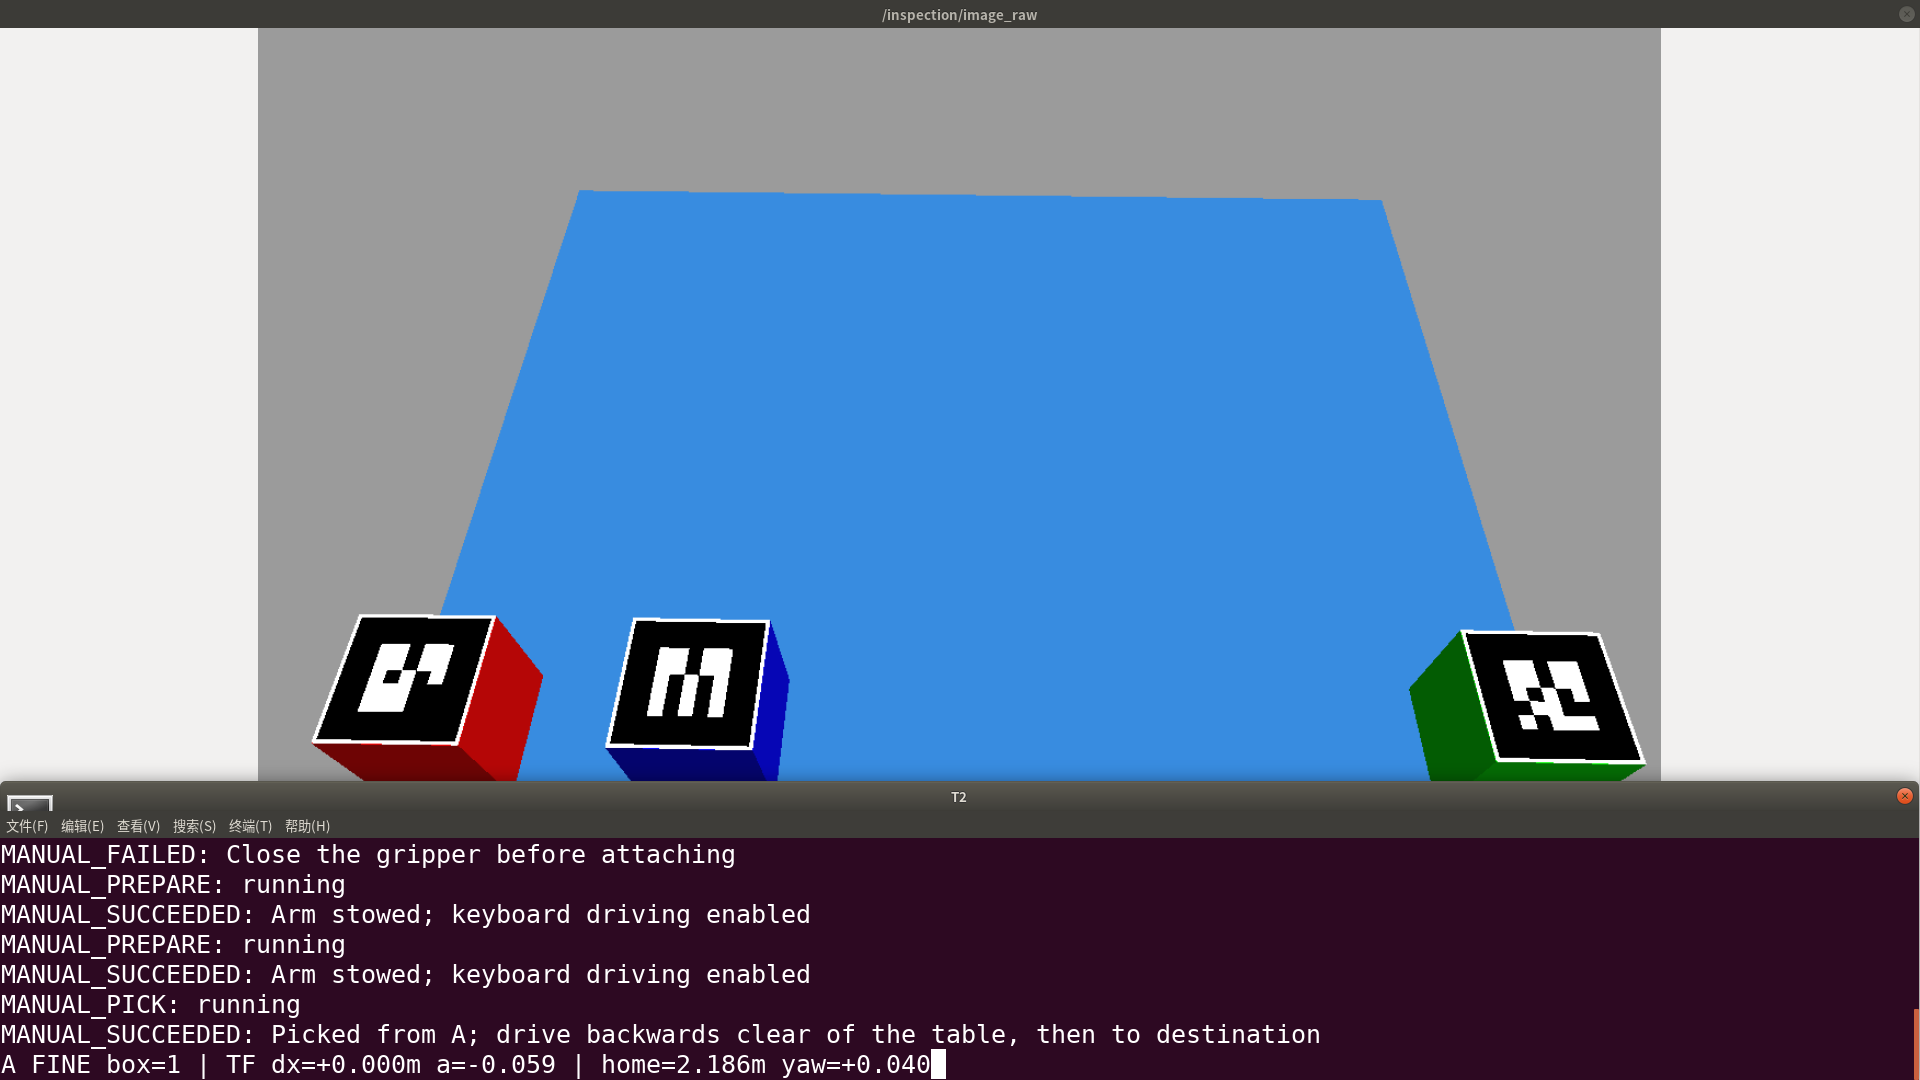 /inspection/image_raw
T2
文件(F) 编辑(E) 查看(V) 搜索(S) 终端(T) 帮助(H)
MANUAL_FAILED: Close the gripper before attaching
MANUAL_PREPARE: running
MANUAL_SUCCEEDED: Arm stowed; keyboard driving enabled
MANUAL_PREPARE: running
MANUAL_SUCCEEDED: Arm stowed; keyboard driving enabled
MANUAL_PICK: running
MANUAL_SUCCEEDED: Picked from A; drive backwards clear of the table, then to destination
A FINE box=1 | TF dx=+0.000m a=-0.059 | home=2.186m yaw=+0.040